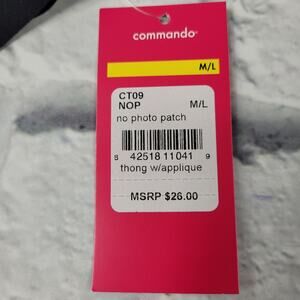 commando
M/L
CT09
NOP M/L
no photo patch
8 42518 11041 9
thong w/applique
MSRP $26.00